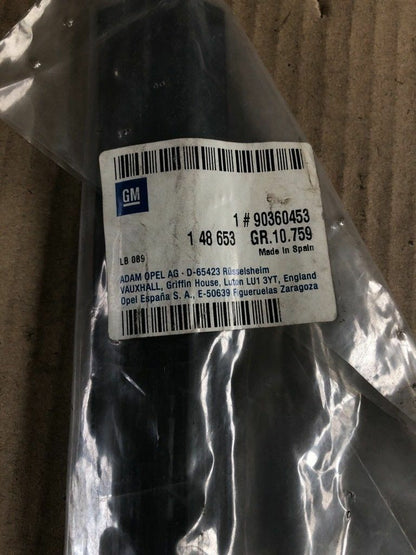 GM
1 # 90360453
1 48 653 GR.10.759
Made in Spain
LB 089
ADAM OPEL AG - D-65423 Rüsselsheim
VAUXHALL, Griffin House, Luton LU1 3YT, England
Opel España S. A., E-50639 Figueruelas Zaragoza